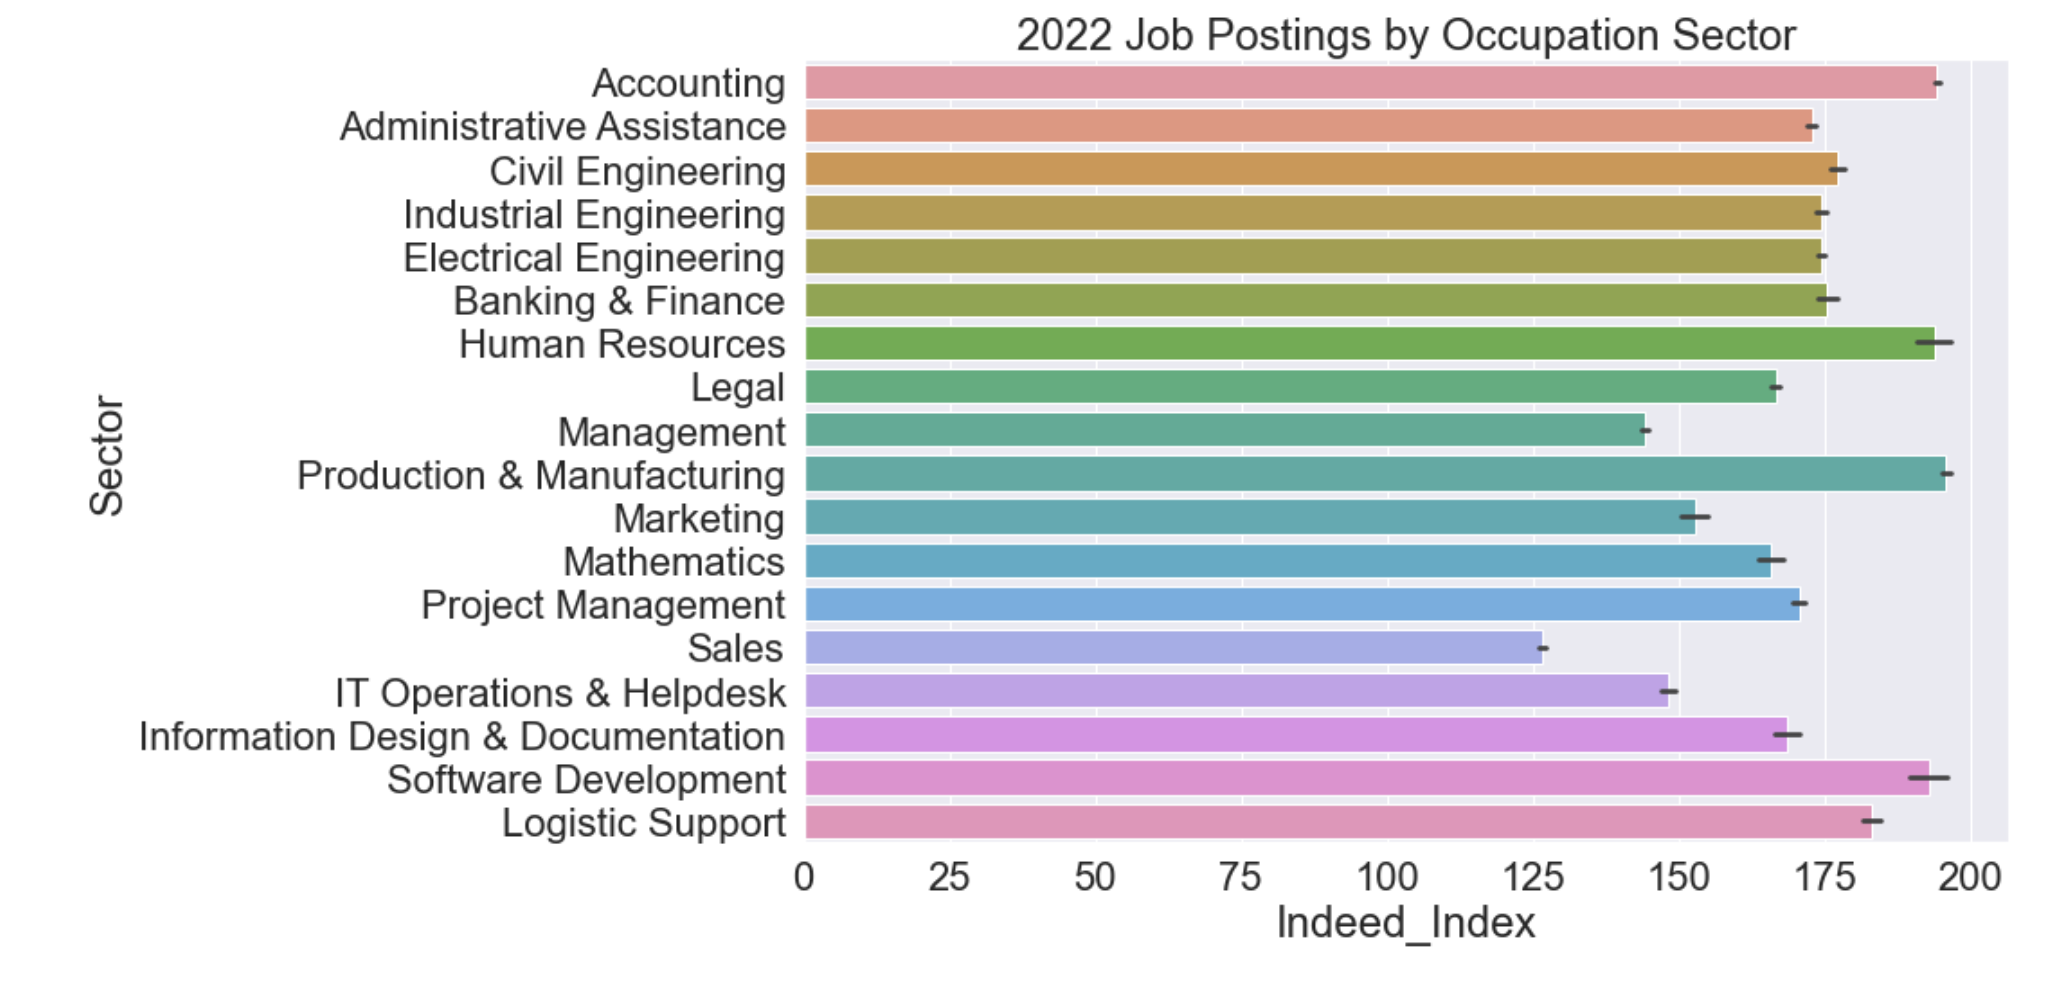 2022 Job Postings by Occupation Sector
Accounting
Administrative Assistance
Civil Engineering
Industrial Engineering
Electrical Engineering
Banking & Finance
Human Resources
Legal
Management
Production & Manufacturing
Marketing
Mathematics
Project Management
Sales
IT Operations & Helpdesk
Information Design & Documentation
Software Development
Logistic Support
Sector
0 25 50 75 100 125 150 175 200
Indeed_Index